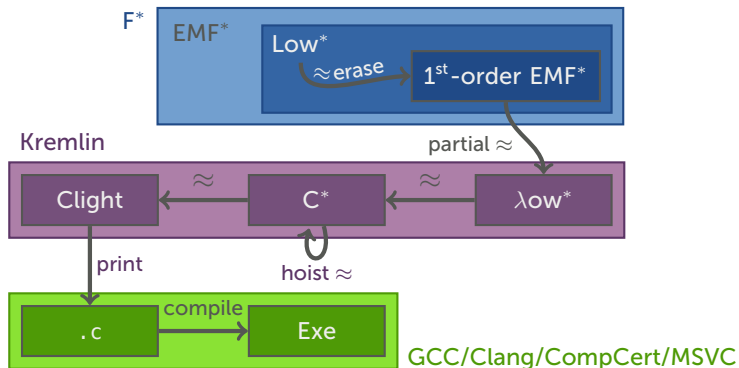 F*
EMF*
Low*
≈ erase
1st-order EMF*
partial ≈
Kremlin
Clight
≈
C*
≈
λow*
print
hoist ≈
.c
compile
Exe
GCC/Clang/CompCert/MSVC